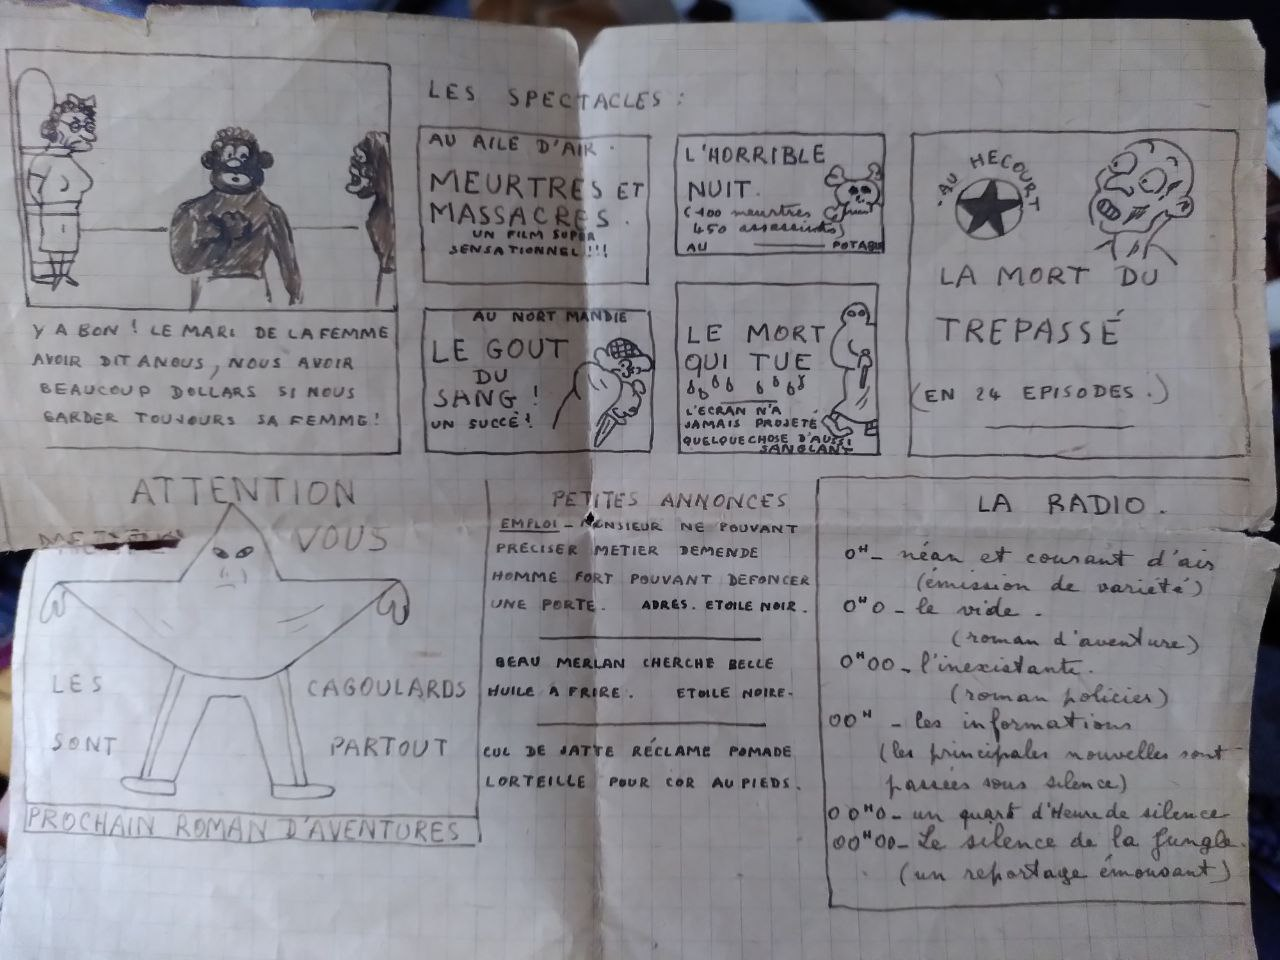 Y A BON ! LE MARI DE LA FEMME
AVOIR DIT A NOUS, NOUS AVOIR
BEAUCOUP DOLLARS SI NOUS
GARDER TOUJOURS SA FEMME !
LES SPECTACLES :
AU AILE D'AIR.
MEURTRES ET
MASSACRES.
UN FILM SUPER
SENSATIONNEL !!!
L'HORRIBLE
NUIT.
(400 meurtres
450 assassinats)
AU POTABLE
AU HECOURT
LA MORT DU
TREPASSÉ
(EN 24 EPISODES.)
AU NORT MANDIE
LE GOUT
DU
SANG !
UN SUCCÉ !
LE MORT
QUI TUE
L'ECRAN N'A
JAMAIS PROJETÉ
QUELQUECHOSE D'AUSSI
SANGLANT
ATTENTION
VOUS
LES CAGOULARDS
SONT PARTOUT
PROCHAIN ROMAN D'AVENTURES
PETITES ANNONCES
EMPLOI - MONSIEUR NE POUVANT
PRECISER METIER DEMENDE
HOMME FORT POUVANT DEFONCER
UNE PORTE. ADRES. ETOILE NOIR.
BEAU MERLAN CHERCHE BELLE
HUILE A FRIRE. ETOILE NOIRE.
CUL DE JATTE RÉCLAME POMADE
LORTEILLE POUR COR AU PIEDS.
LA RADIO.
0H - néan et courant d'air
(émission de variété)
0H0 - le vide.
(roman d'aventure)
0H00 - l'inexistante.
(roman policier)
00H - les informations
(les principales nouvelles sont
passées sous silence)
00H0 - un quart d'Heure de silence
00H00 - Le silence de la Jungle.
(un reportage émouvant)